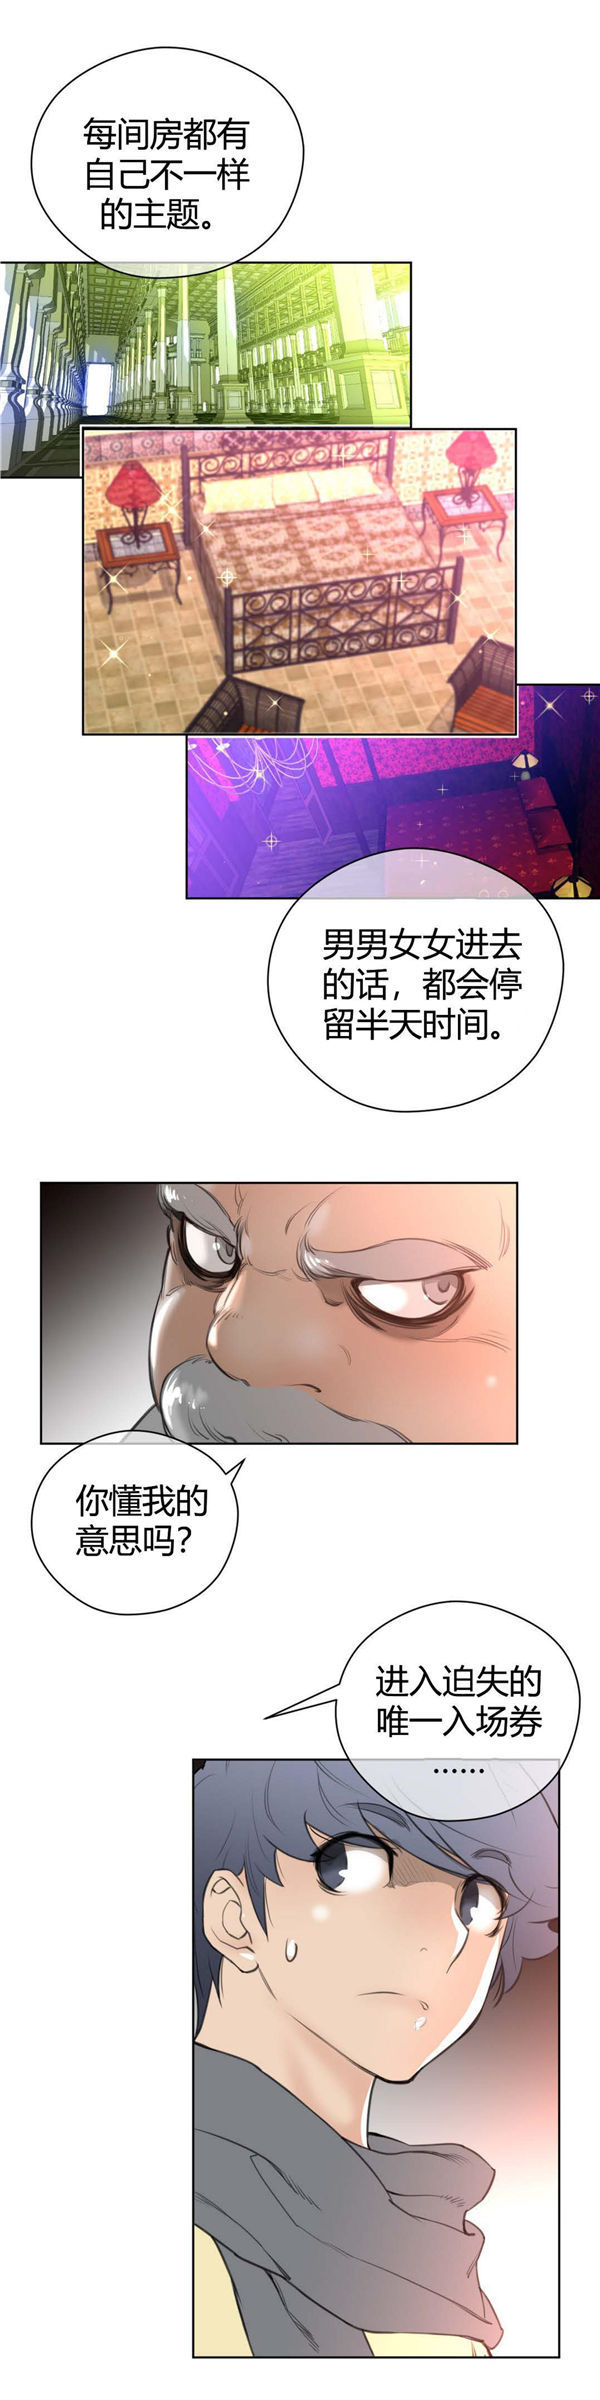 每间房都有
自己不一样
的主题。
男男女女进去
的话，都会停
留半天时间。
你懂我的
意思吗？
进入迫失的
唯一入场券
……